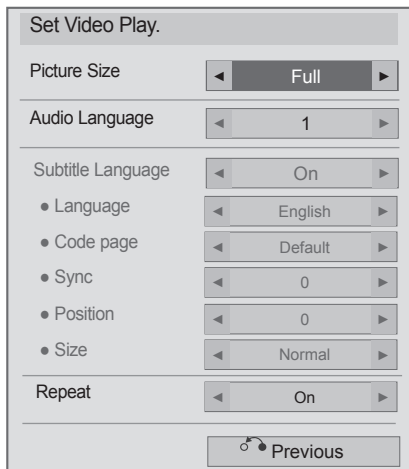 Set Video Play.
Picture Size ◄ Full ►
Audio Language ◄ 1 ►
Subtitle Language ◄ On ►
● Language ◄ English ►
● Code page ◄ Default ►
● Sync ◄ 0 ►
● Position ◄ 0 ►
● Size ◄ Normal ►
Repeat ◄ On ►
Previous